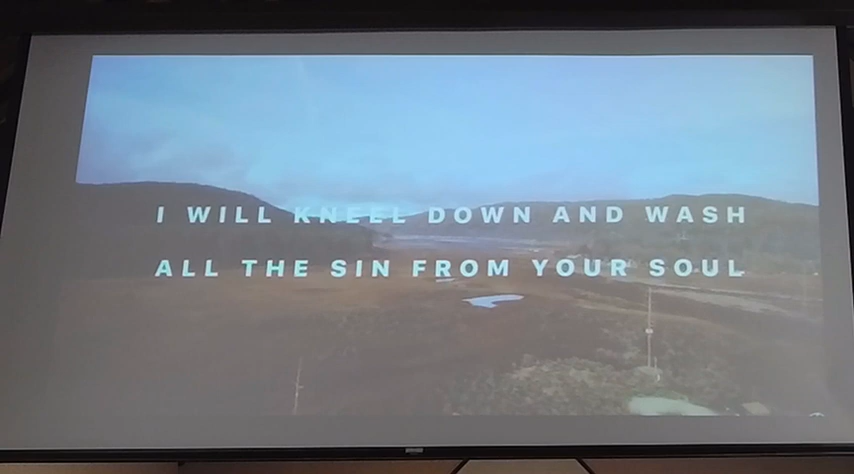 I WILL KNEEL DOWN AND WASH
ALL THE SIN FROM YOUR SOUL